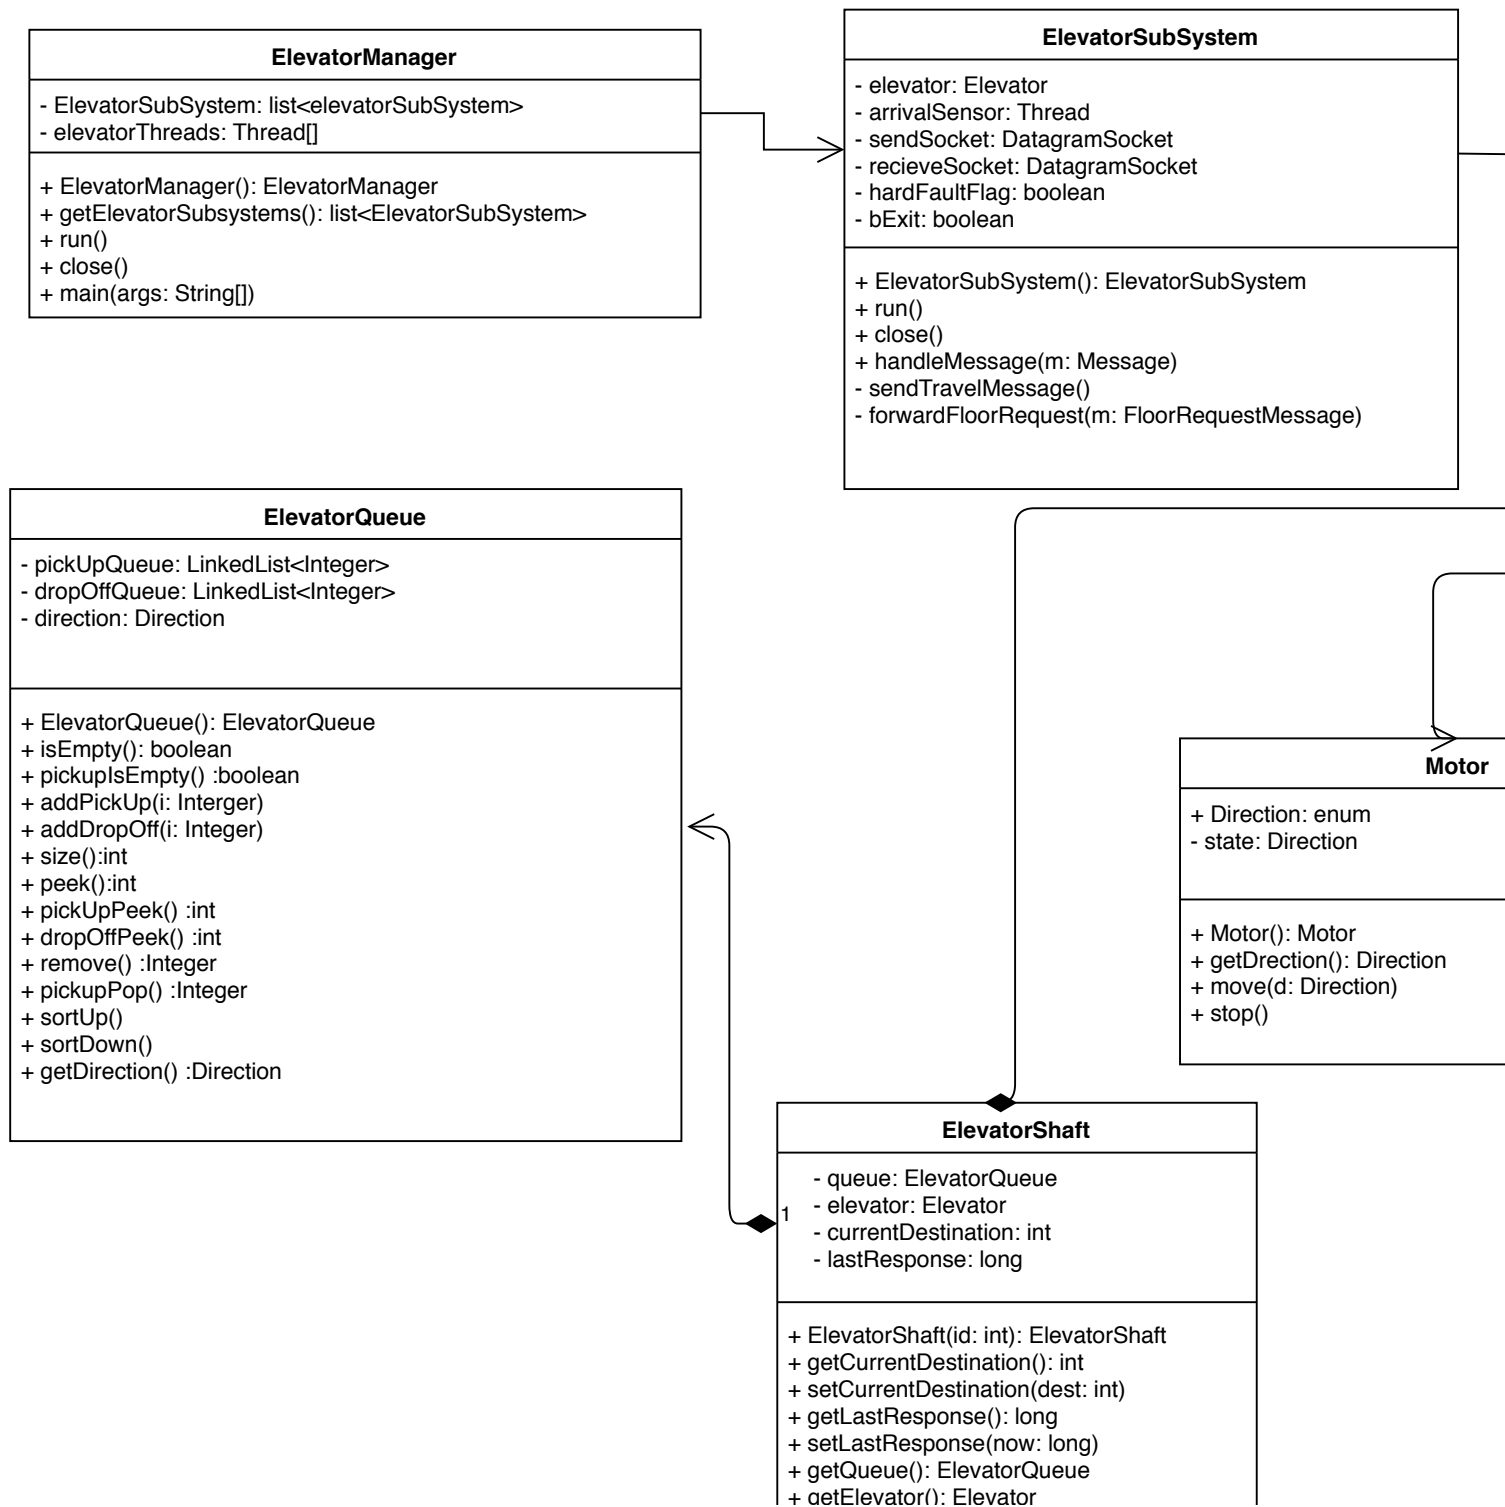 ElevatorManager
- ElevatorSubSystem: list<elevatorSubSystem>
- elevatorThreads: Thread[]
+ ElevatorManager(): ElevatorManager
+ getElevatorSubsystems(): list<ElevatorSubSystem>
+ run()
+ close()
+ main(args: String[])
ElevatorSubSystem
- elevator: Elevator
- arrivalSensor: Thread
- sendSocket: DatagramSocket
- recieveSocket: DatagramSocket
- hardFaultFlag: boolean
- bExit: boolean
+ ElevatorSubSystem(): ElevatorSubSystem
+ run()
+ close()
+ handleMessage(m: Message)
- sendTravelMessage()
- forwardFloorRequest(m: FloorRequestMessage)
ElevatorQueue
- pickUpQueue: LinkedList<Integer>
- dropOffQueue: LinkedList<Integer>
- direction: Direction
+ ElevatorQueue(): ElevatorQueue
+ isEmpty(): boolean
+ pickupIsEmpty() :boolean
+ addPickUp(i: Interger)
+ addDropOff(i: Integer)
+ size():int
+ peek():int
+ pickUpPeek() :int
+ dropOffPeek() :int
+ remove() :Integer
+ pickupPop() :Integer
+ sortUp()
+ sortDown()
+ getDirection() :Direction
Motor
+ Direction: enum
- state: Direction
+ Motor(): Motor
+ getDrection(): Direction
+ move(d: Direction)
+ stop()
ElevatorShaft
1
- queue: ElevatorQueue
- elevator: Elevator
- currentDestination: int
- lastResponse: long
+ ElevatorShaft(id: int): ElevatorShaft
+ getCurrentDestination(): int
+ setCurrentDestination(dest: int)
+ getLastResponse(): long
+ setLastResponse(now: long)
+ getQueue(): ElevatorQueue
+ getElevator(): Elevator